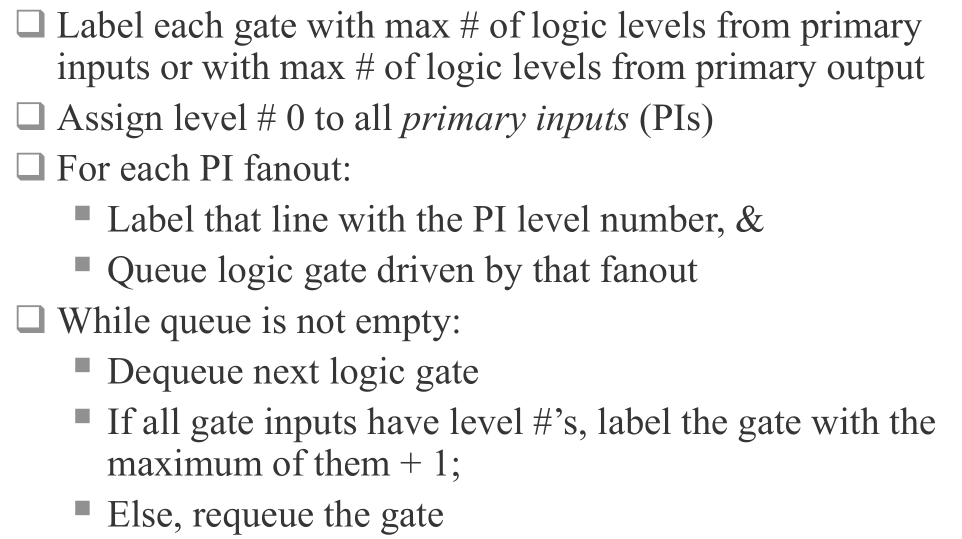 Label each gate with max # of logic levels from primary
inputs or with max # of logic levels from primary output
Assign level # 0 to all primary inputs (PIs)
For each PI fanout:
Label that line with the PI level number, &
Queue logic gate driven by that fanout
While queue is not empty:
Dequeue next logic gate
If all gate inputs have level #’s, label the gate with the
maximum of them + 1;
Else, requeue the gate